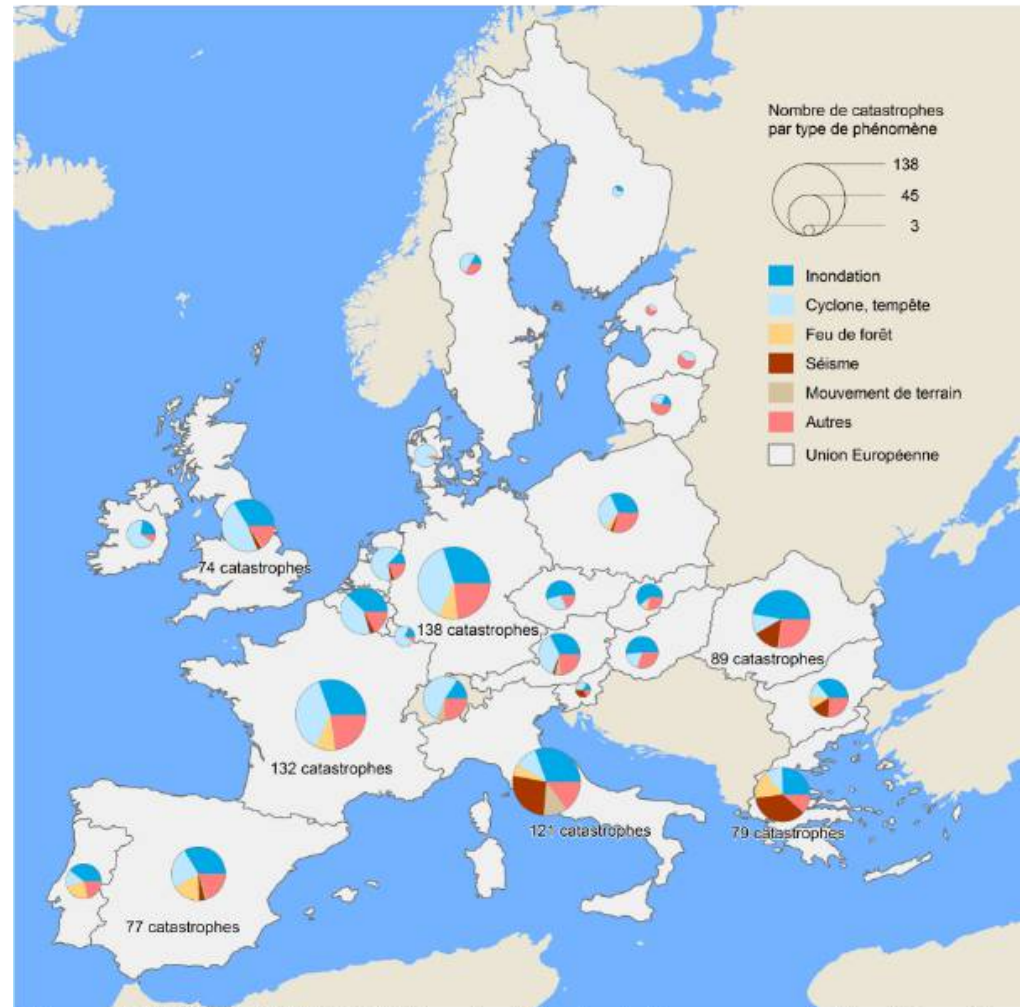 Nombre de catastrophes
par type de phénomène
138
45
3
Inondation
Cyclone, tempête
Feu de forêt
Séisme
Mouvement de terrain
Autres
Union Européenne
74 catastrophes
138 catastrophes
89 catastrophes
132 catastrophes
121 catastrophes
79 catastrophes
77 catastrophes